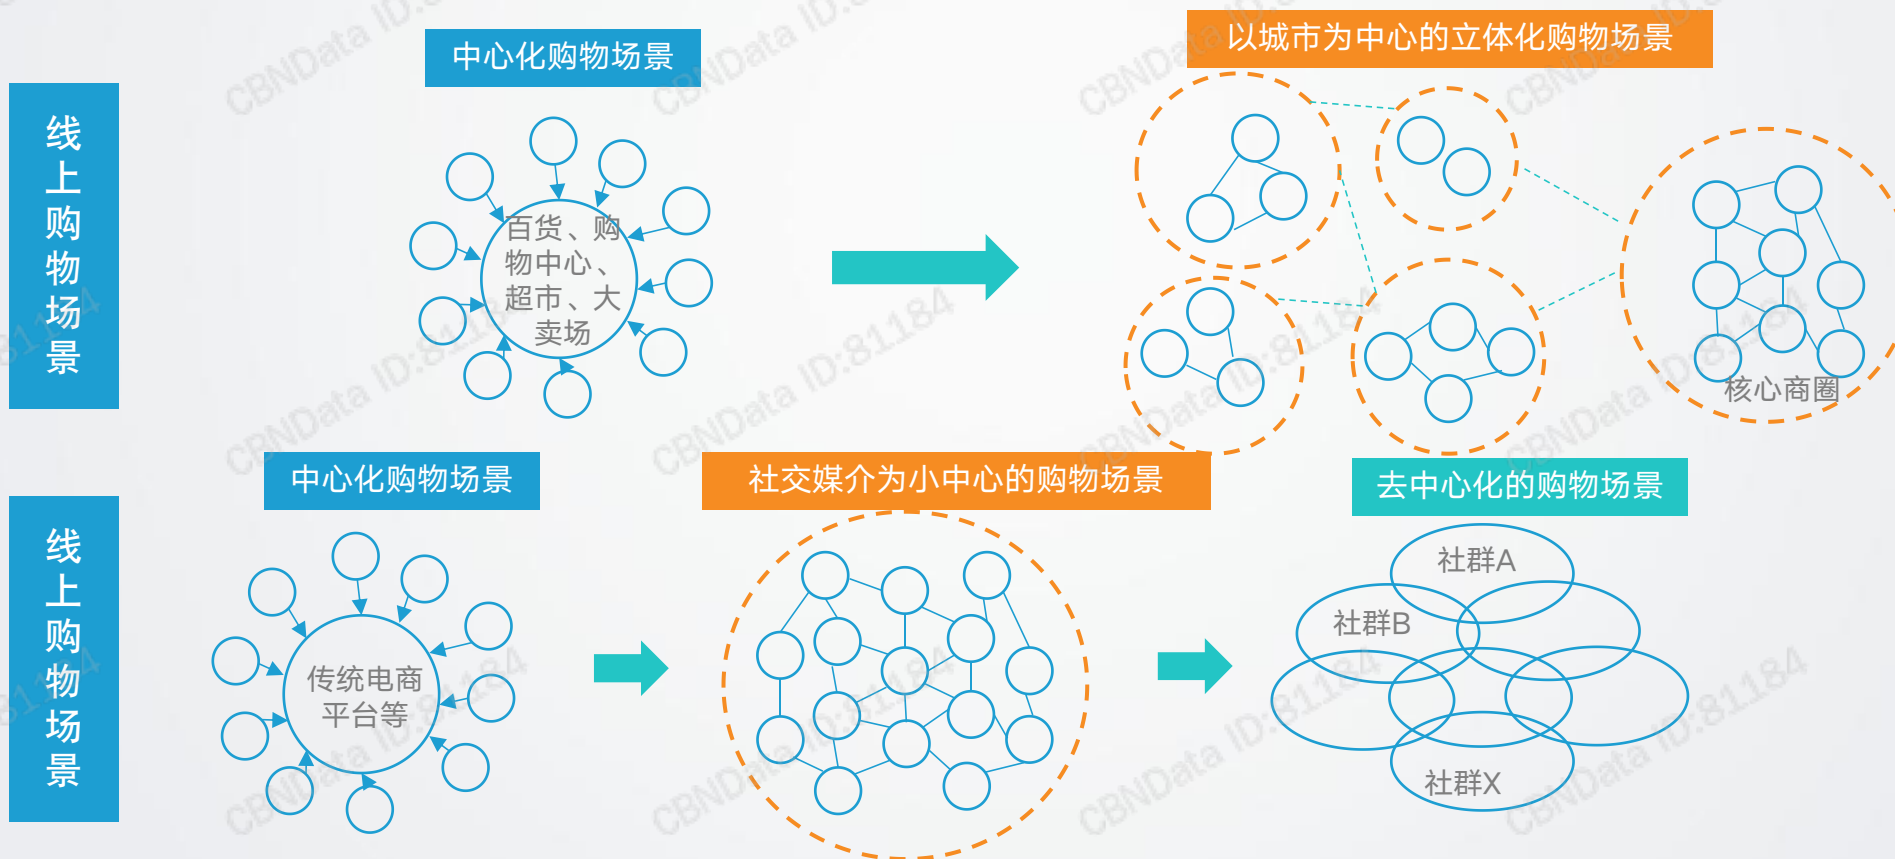 中心化购物场景
以城市为中心的立体化购物场景
线上购物场景
百货、购
物中心、
超市、大
卖场
核心商圈
中心化购物场景
社交媒介为小中心的购物场景
去中心化的购物场景
线上购物场景
传统电商
平台等
社群A
社群B
社群X
CBNData ID:81184